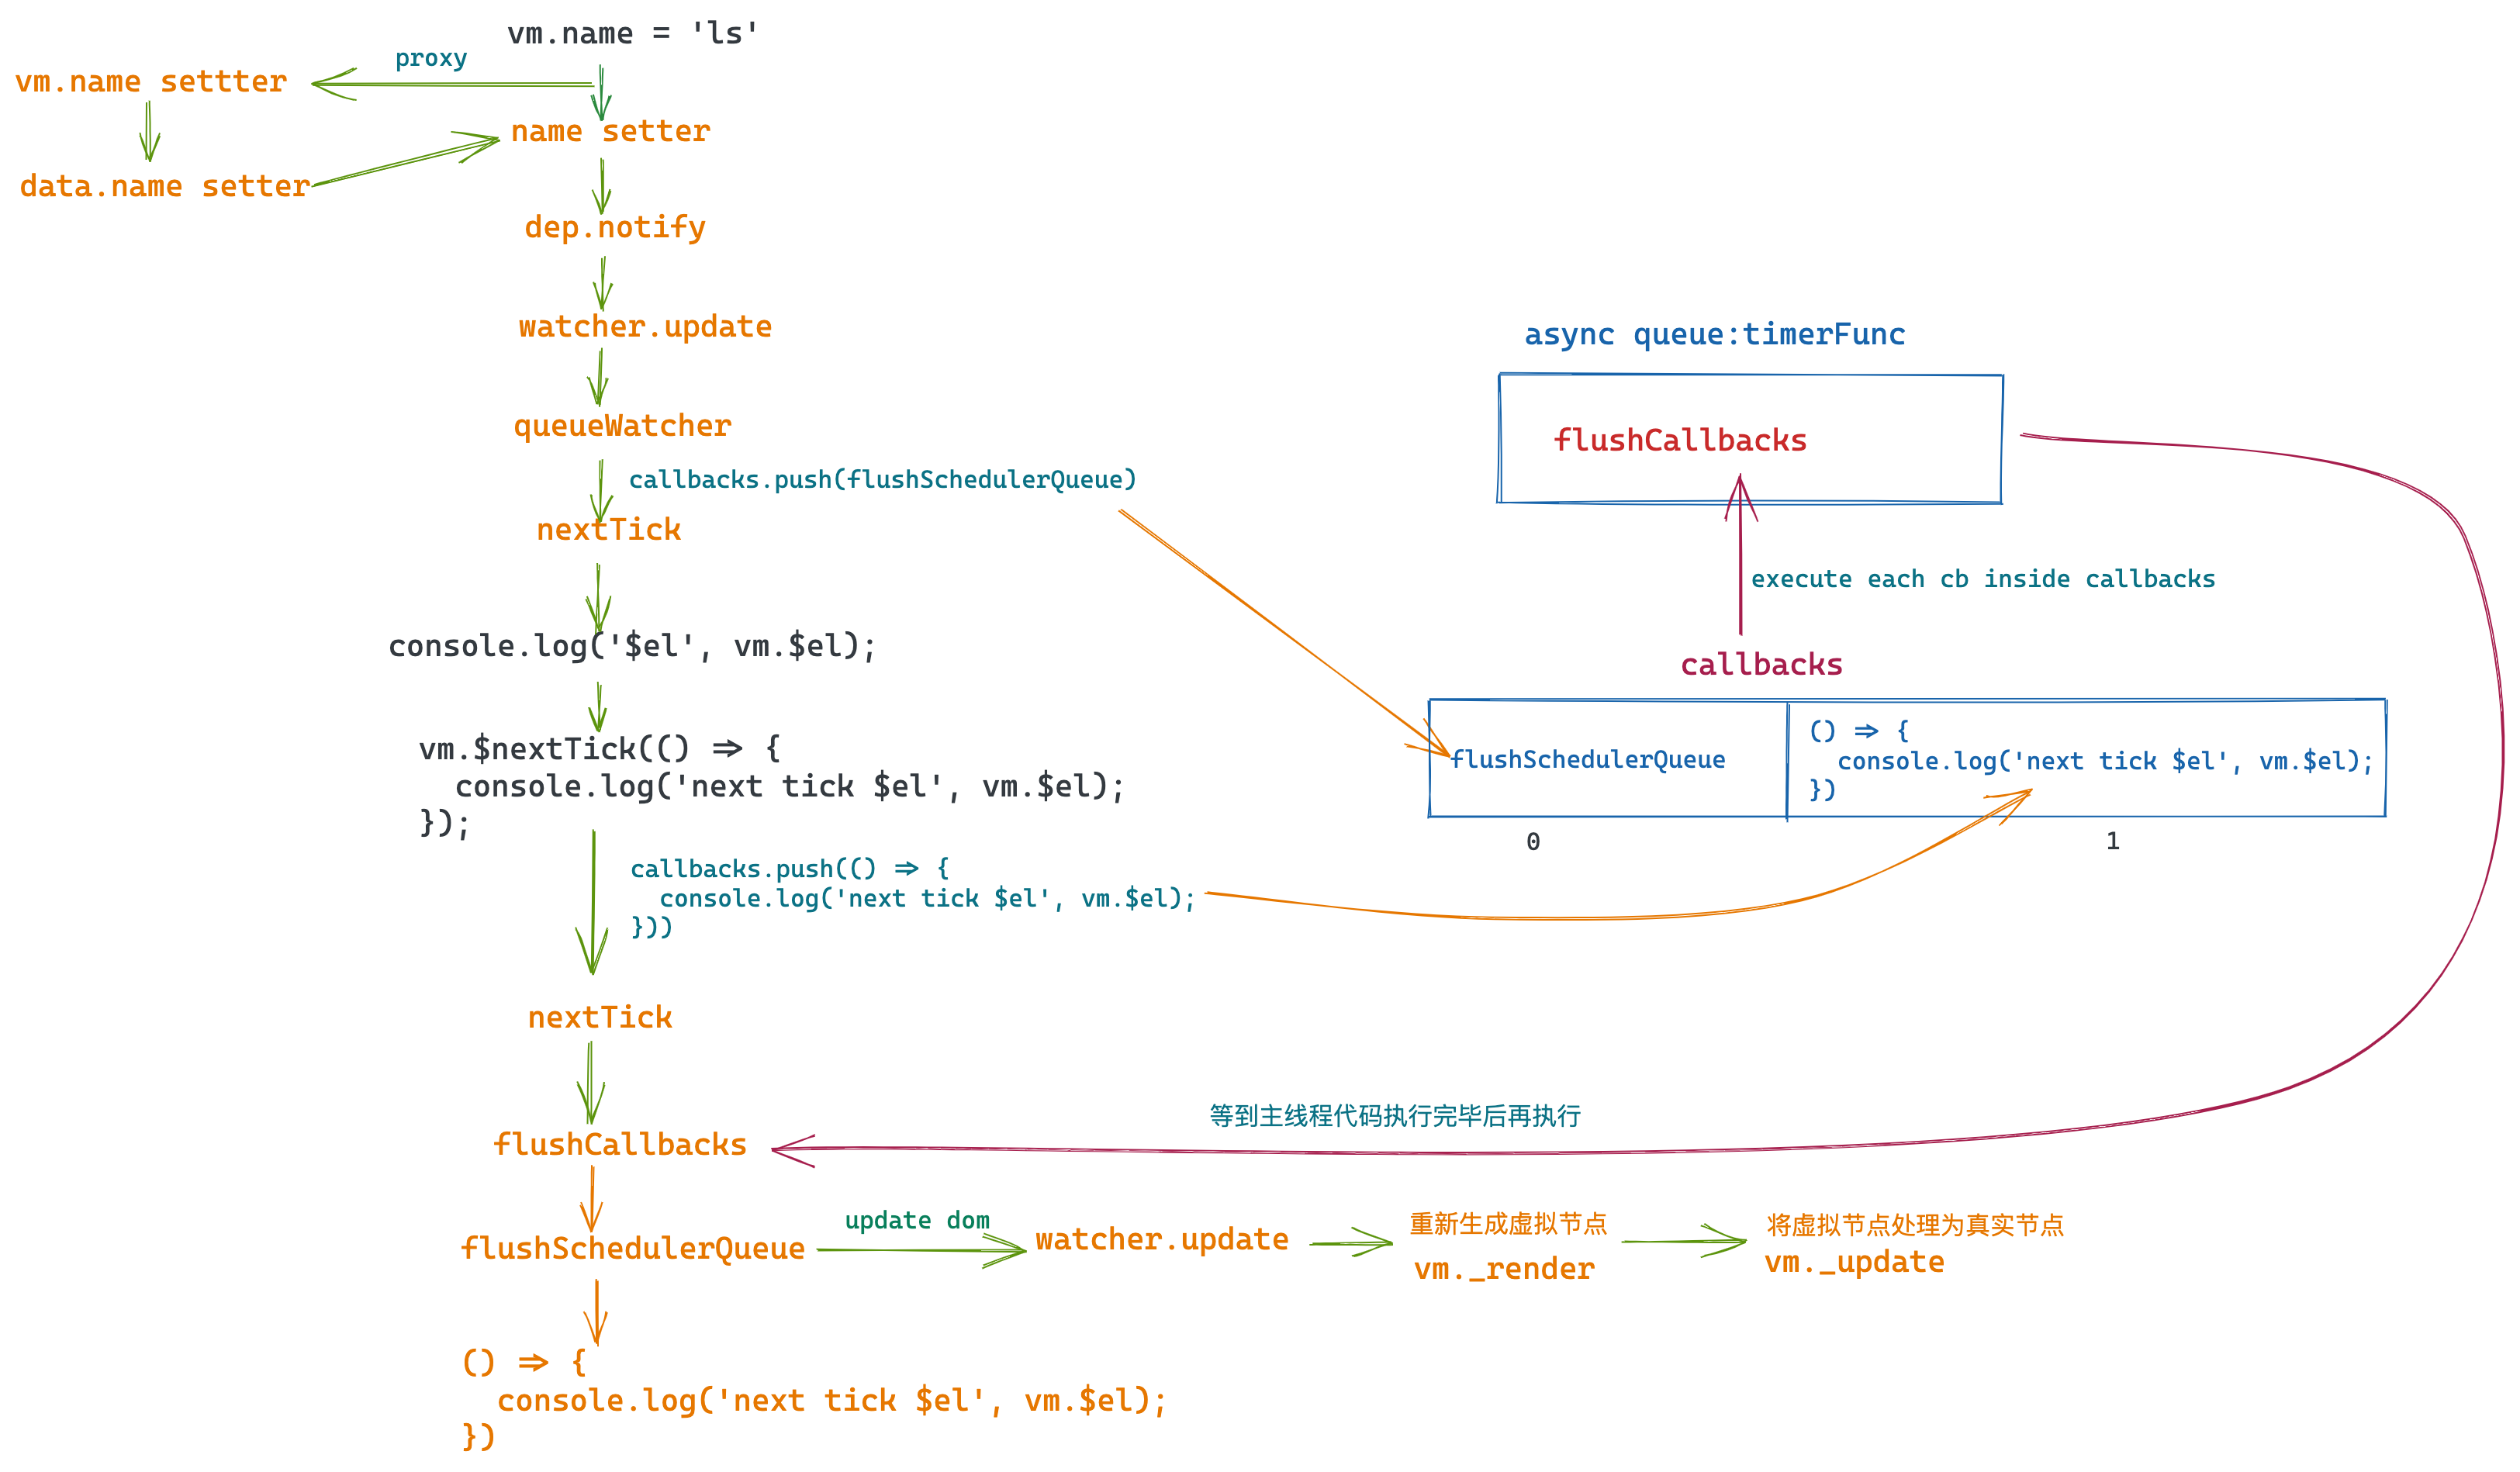 vm.name = 'ls'
proxy
vm.name settter
name setter
data.name setter
dep.notify
watcher.update
queueWatcher
callbacks.push(flushSchedulerQueue)
nextTick
console.log('$el', vm.$el);
vm.$nextTick(() => {
  console.log('next tick $el', vm.$el);
});
callbacks.push(() => {
  console.log('next tick $el', vm.$el);
}))
nextTick
async queue:timerFunc
flushCallbacks
execute each cb inside callbacks
callbacks
flushSchedulerQueue
() => {
  console.log('next tick $el', vm.$el);
})
0
1
等到主线程代码执行完毕后再执行
flushCallbacks
flushSchedulerQueue
update dom
watcher.update
重新生成虚拟节点
vm._render
将虚拟节点处理为真实节点
vm._update
() => {
  console.log('next tick $el', vm.$el);
})